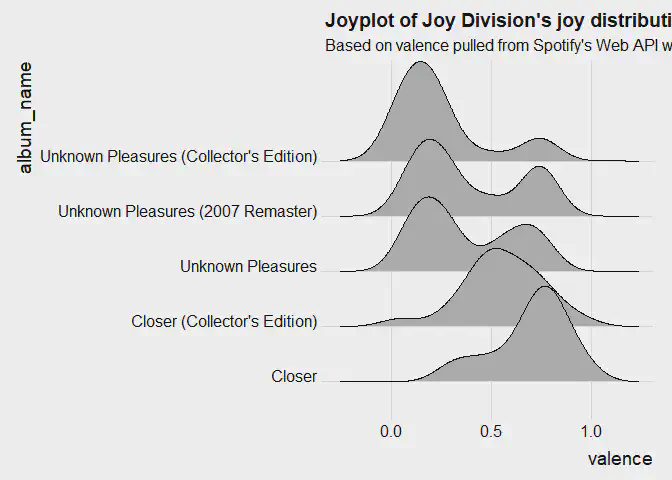 Joyplot of Joy Division's joy distributi
Based on valence pulled from Spotify's Web API w
album_name
Unknown Pleasures (Collector's Edition)
Unknown Pleasures (2007 Remaster)
Unknown Pleasures
Closer (Collector's Edition)
Closer
0.0 0.5 1.0
valence